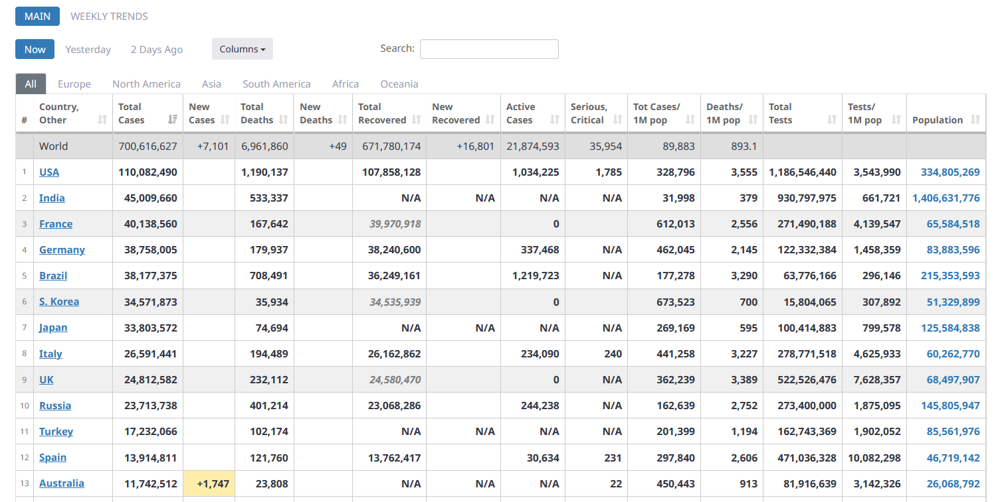 MAIN WEEKLY TRENDS
Now Yesterday 2 Days Ago Columns Search:
All Europe North America Asia South America Africa Oceania
# Country, Other Total Cases New Cases Total Deaths New Deaths Total Recovered New Recovered Active Cases Serious, Critical Tot Cases/ 1M pop Deaths/ 1M pop Total Tests Tests/ 1M pop Population
World 700,616,627 +7,101 6,961,860 +49 671,780,174 +16,801 21,874,593 35,954 89,883 893.1
1 USA 110,082,490 1,190,137 107,858,128 1,034,225 1,785 328,796 3,555 1,186,546,440 3,543,990 334,805,269
2 India 45,009,660 533,337 N/A N/A N/A N/A 31,998 379 930,797,975 661,721 1,406,631,776
3 France 40,138,560 167,642 39,970,918 0 612,013 2,556 271,490,188 4,139,547 65,584,518
4 Germany 38,758,005 179,937 38,240,600 337,468 N/A 462,045 2,145 122,332,384 1,458,359 83,883,596
5 Brazil 38,177,375 708,491 36,249,161 1,219,723 N/A 177,278 3,290 63,776,166 296,146 215,353,593
6 S. Korea 34,571,873 35,934 34,535,939 0 673,523 700 15,804,065 307,892 51,329,899
7 Japan 33,803,572 74,694 N/A N/A N/A N/A 269,169 595 100,414,883 799,578 125,584,838
8 Italy 26,591,441 194,489 26,162,862 234,090 240 441,258 3,227 278,771,518 4,625,933 60,262,770
9 UK 24,812,582 232,112 24,580,470 0 N/A 362,239 3,389 522,526,476 7,628,357 68,497,907
10 Russia 23,713,738 401,214 23,068,286 244,238 N/A 162,639 2,752 273,400,000 1,875,095 145,805,947
11 Turkey 17,232,066 102,174 N/A N/A N/A N/A 201,399 1,194 162,743,369 1,902,052 85,561,976
12 Spain 13,914,811 121,760 13,762,417 30,634 231 297,840 2,606 471,036,328 10,082,298 46,719,142
13 Australia 11,742,512 +1,747 23,808 N/A N/A N/A 22 450,443 913 81,916,639 3,142,326 26,068,792